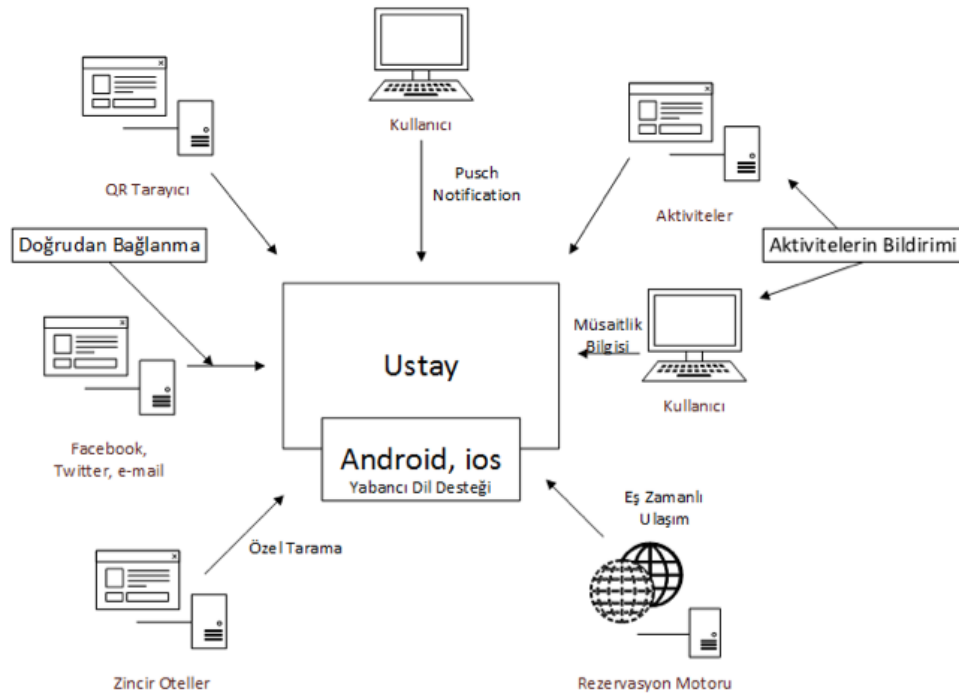 Kullanıcı
QR Tarayıcı
Pusch
Notification
Aktiviteler
Doğrudan Bağlanma
Aktivitelerin Bildirimi
Müsaitlik
Bilgisi
Ustay
Kullanıcı
Facebook,
Twitter, e-mail
Android, ios
Yabancı Dil Desteği
Eş Zamanlı
Ulaşım
Özel Tarama
Zincir Oteller
Rezervasyon Motoru